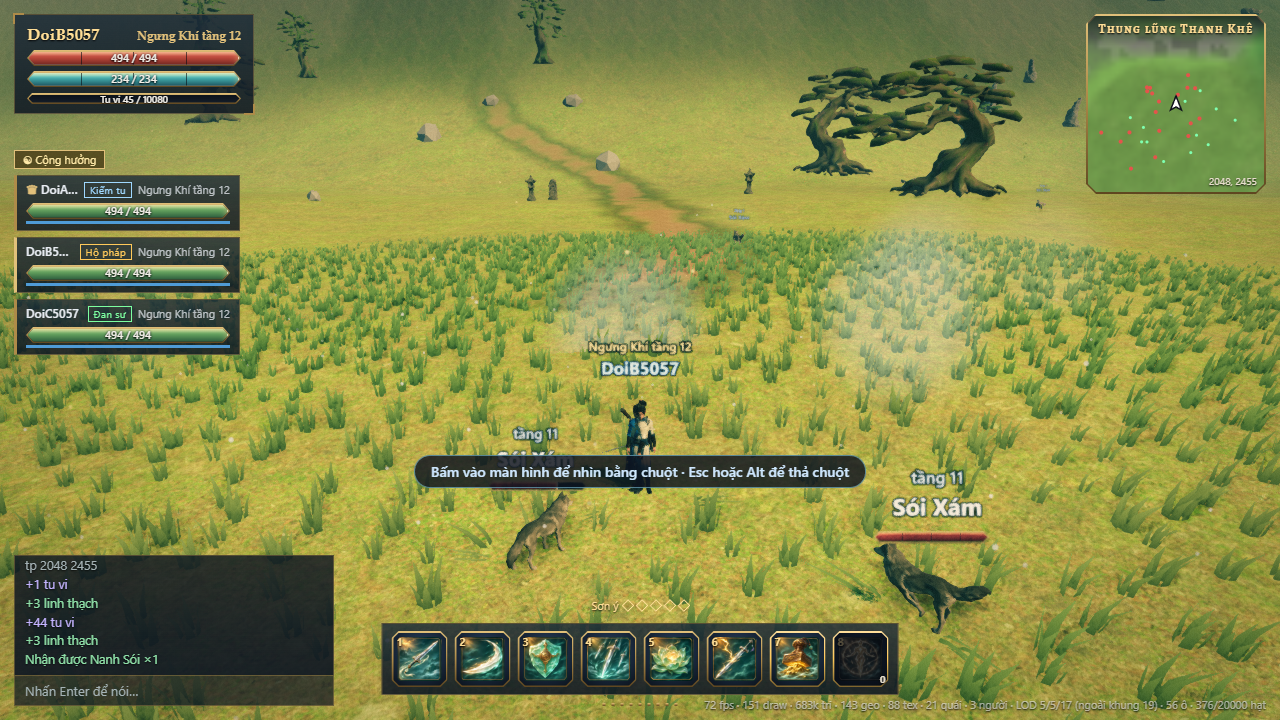 DoiB5057 Ngưng Khí tầng 12
494 / 494
234 / 234
Tu vi 45 / 10080
THUNG LŨNG THANH KHÊ
2048, 2455
Cộng hưởng
DoiA... Kiếm tu Ngưng Khí tầng 12
494 / 494
DoiB5... Hộ pháp Ngưng Khí tầng 12
494 / 494
DoiC5057 Đan sư Ngưng Khí tầng 12
494 / 494
Ngưng Khí tầng 12
DoiB5057
tầng 11
Sói Xám
Bấm vào màn hình để nhìn bằng chuột · Esc hoặc Alt để thả chuột
tầng 11
Sói Xám
tp 2048 2455
+1 tu vi
+3 linh thạch
+44 tu vi
+3 linh thạch
Nhận được Nanh Sói ×1
Nhấn Enter để nói...
Sơn ý
1 2 3 4 5 6 7 8
0
72 fps · 151 draw · 683k tri · 143 geo · 88 tex · 21 quái · 3 người · LOD 5/5/17 (ngoài khung 19) · 56 ô · 376/20000 hạt